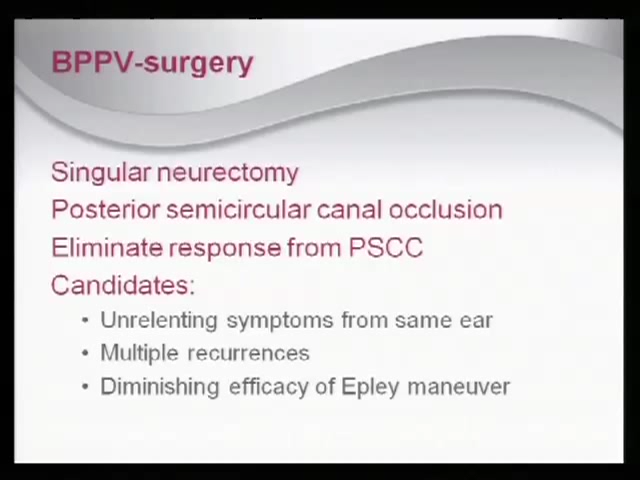 BPPV-surgery
Singular neurectomy
Posterior semicircular canal occlusion
Eliminate response from PSCC
Candidates:
• Unrelenting symptoms from same ear
• Multiple recurrences
• Diminishing efficacy of Epley maneuver